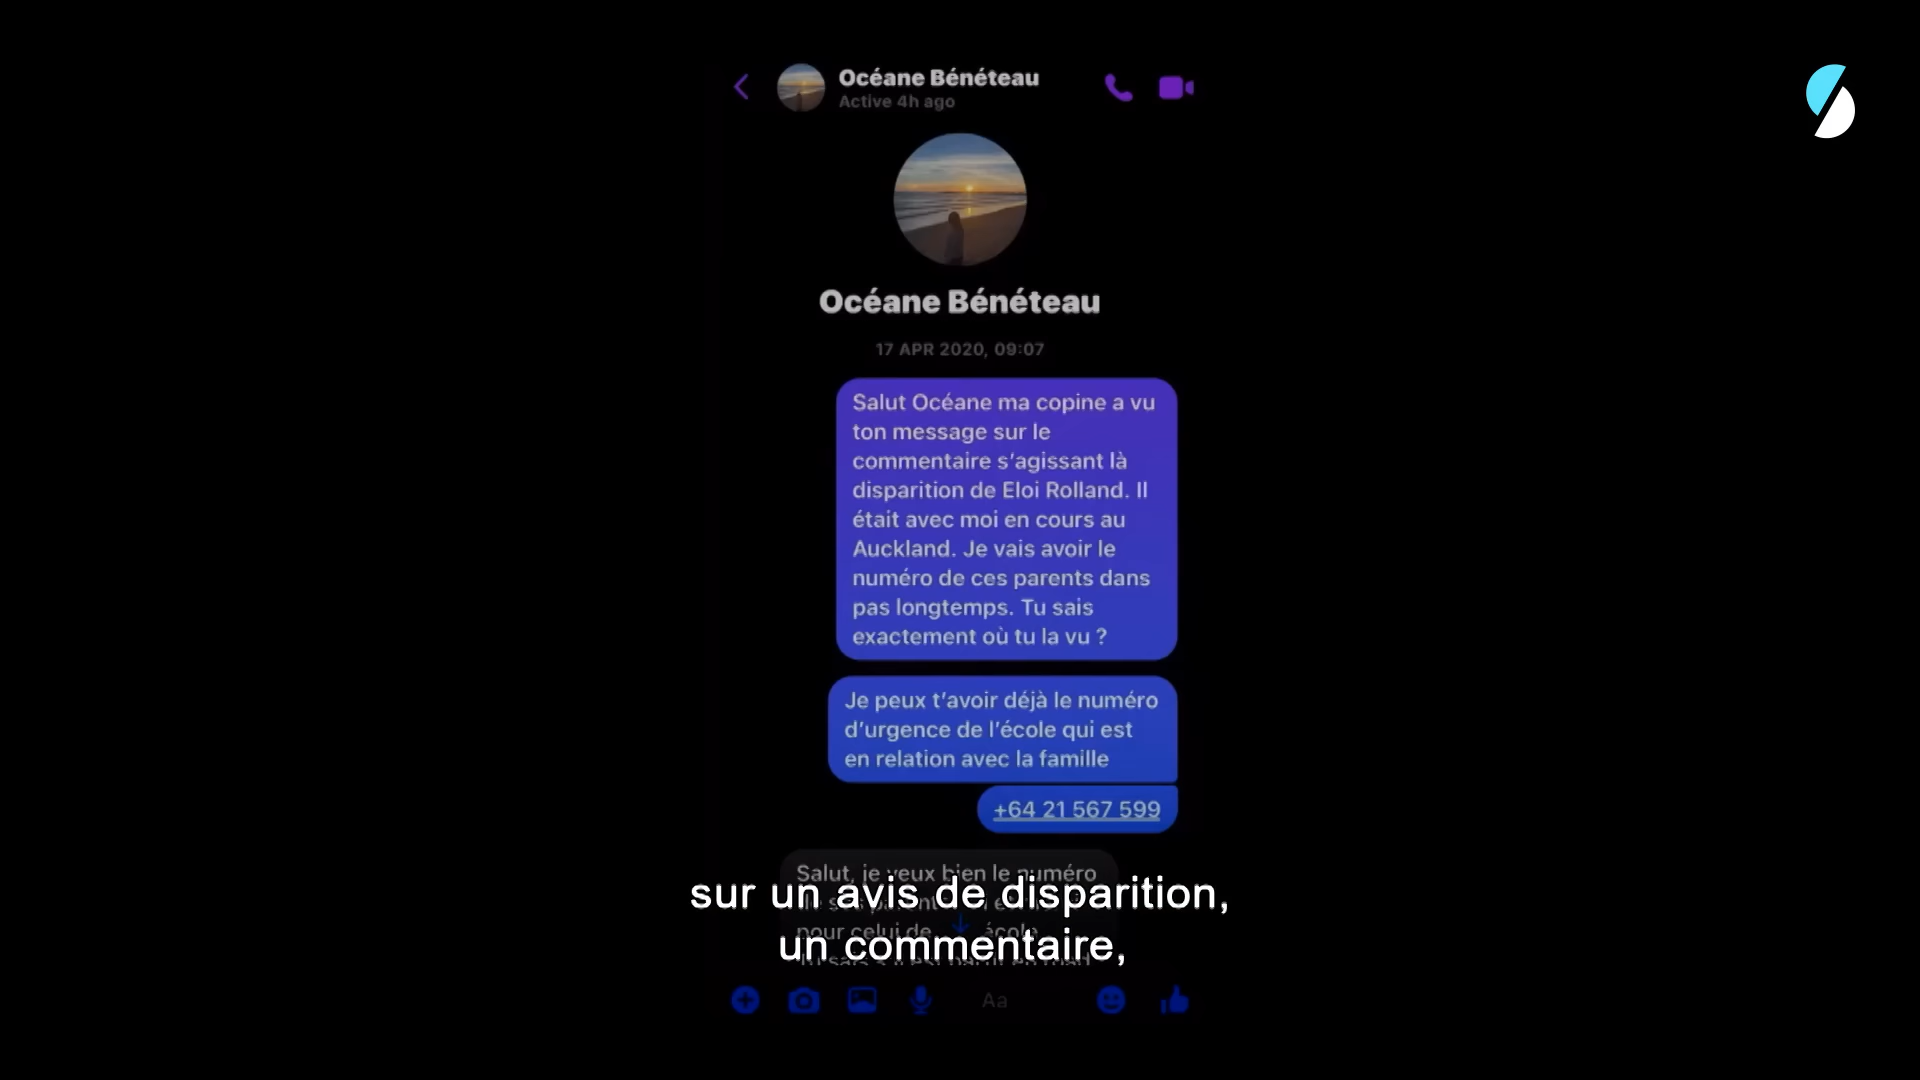 Océane Bénéteau
Active 4h ago
Océane Bénéteau
17 APR 2020, 09:07
Salut Océane ma copine a vu
ton message sur le
commentaire s'agissant là
disparition de Eloi Rolland. Il
était avec moi en cours au
Auckland. Je vais avoir le
numéro de ces parents dans
pas longtemps. Tu sais
exactement où tu la vu ?
Je peux t'avoir déjà le numéro
d'urgence de l'école qui est
en relation avec la famille
+64 21 567 599
Salut, je veux bien le numéro
pour celui de école
sur un avis de disparition,
un commentaire,
Aa